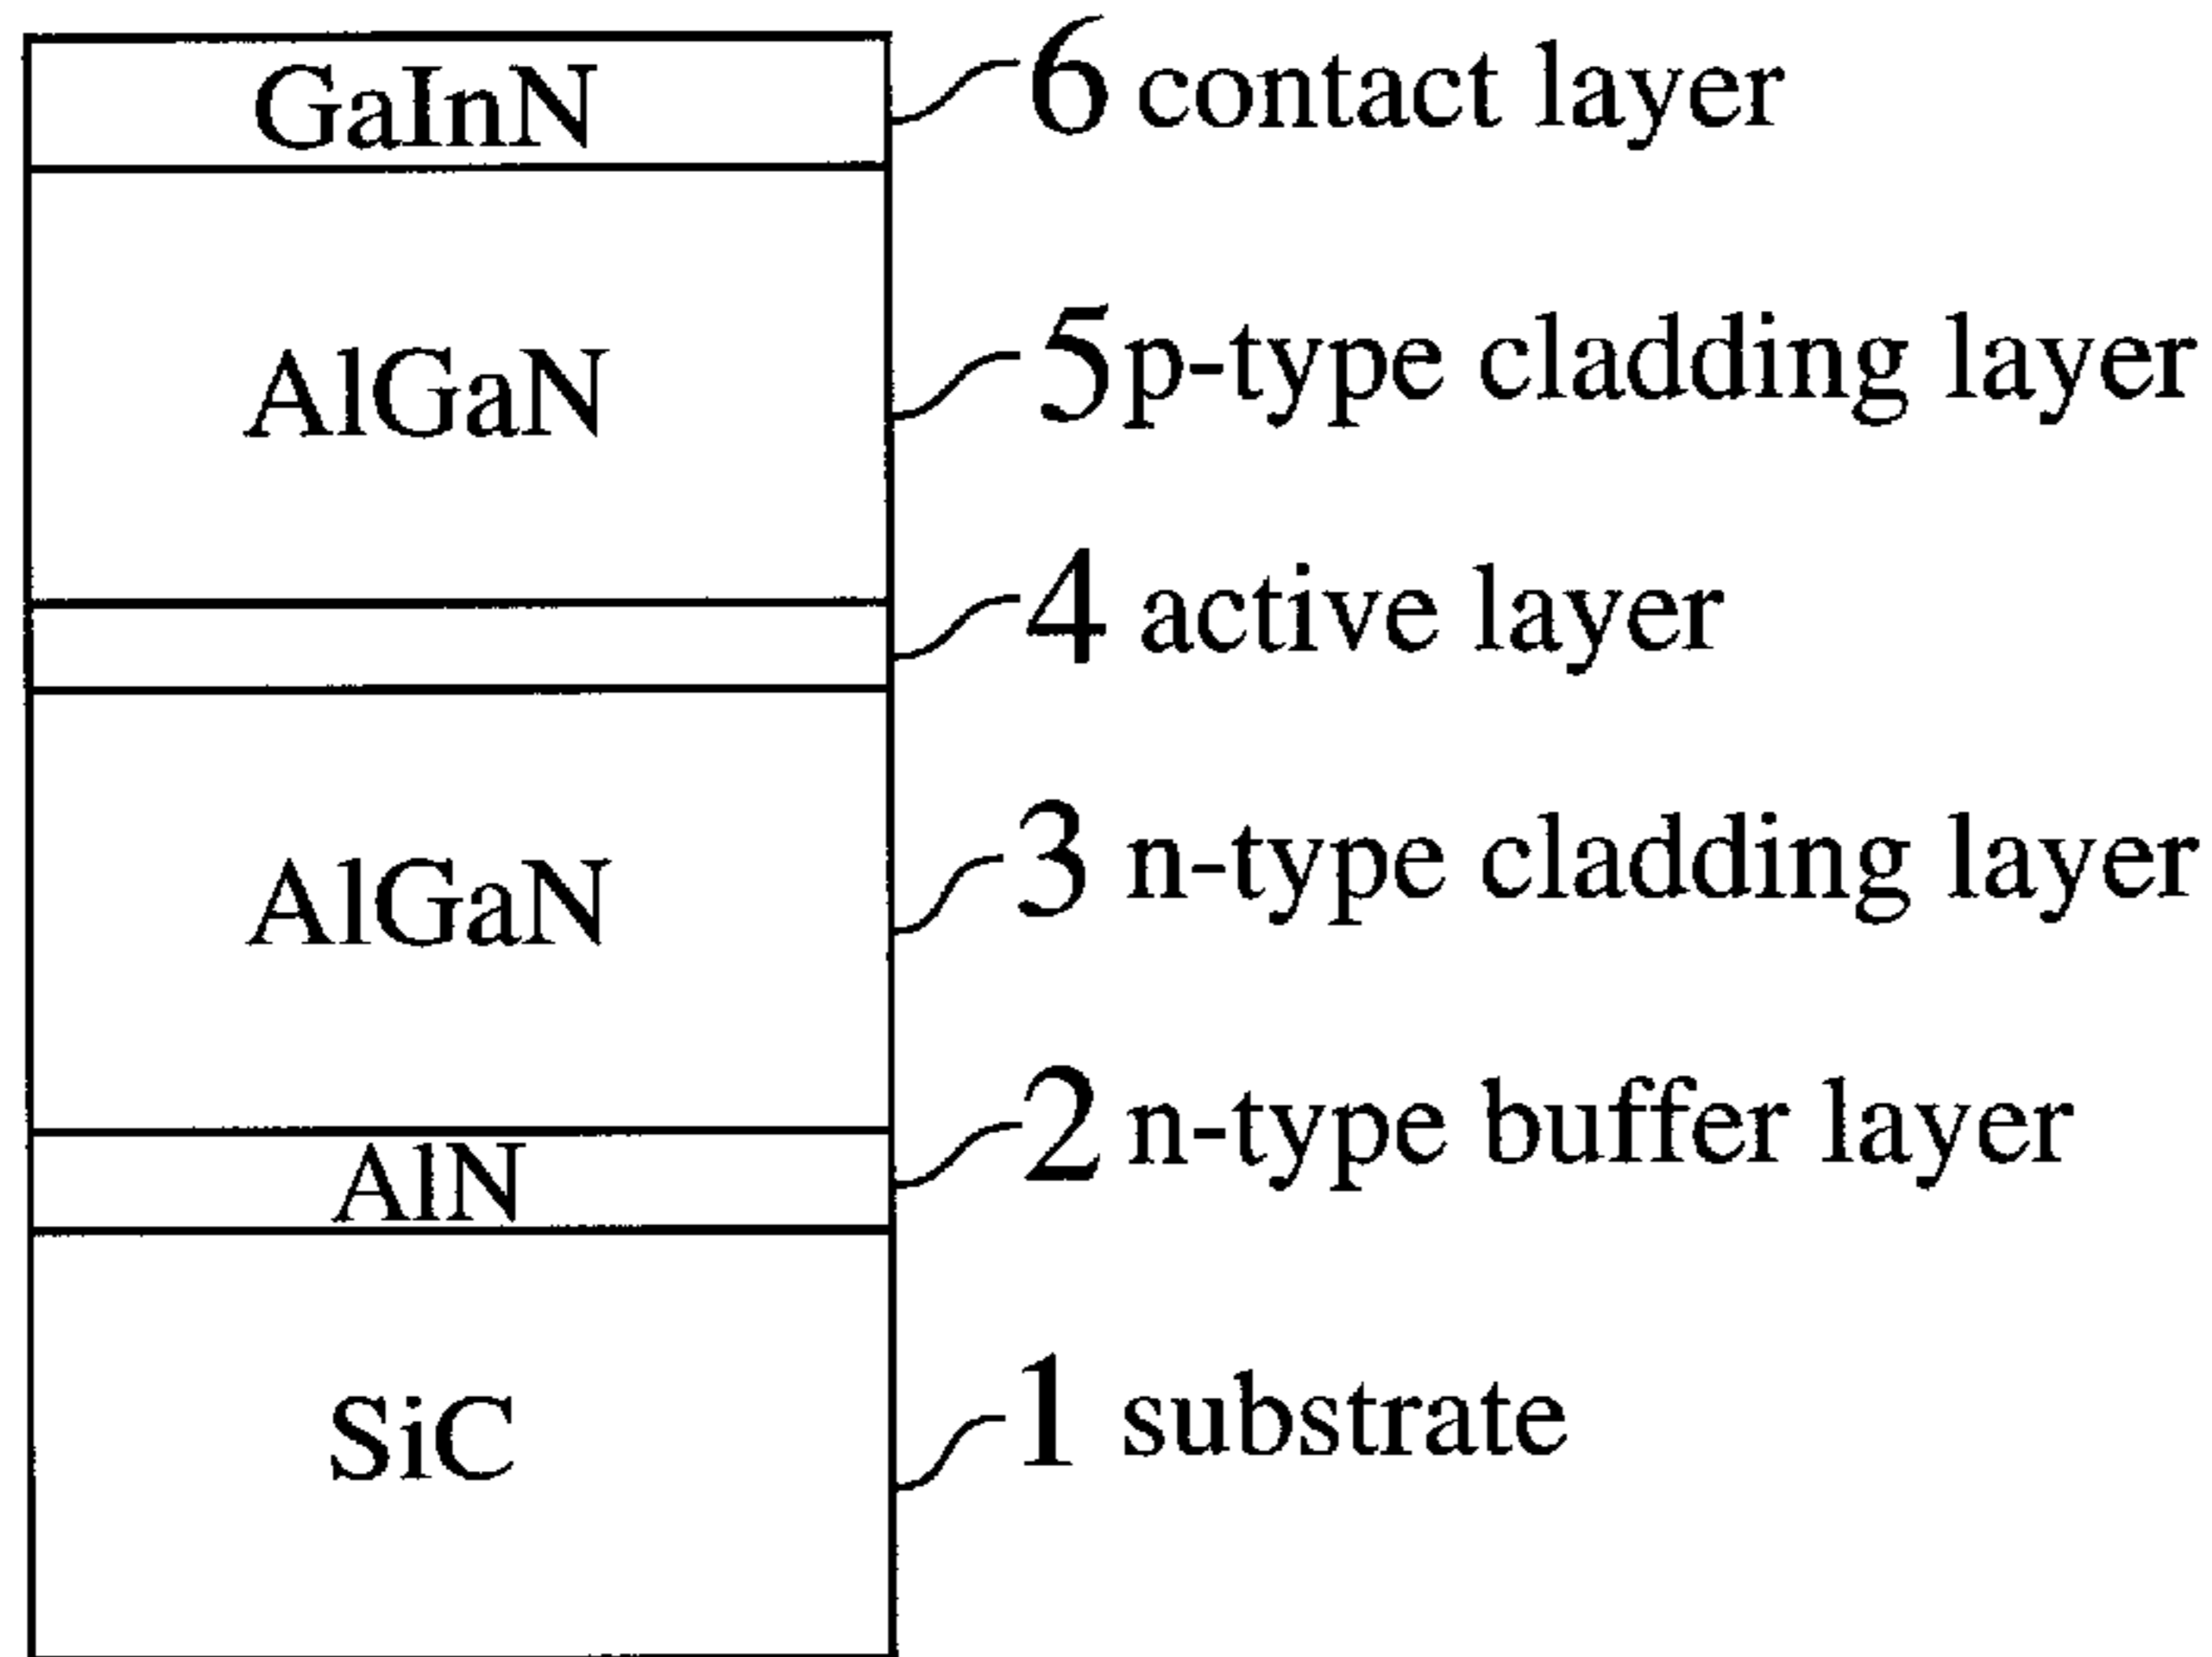 GaInN 6 contact layer
AlGaN 5 p-type cladding layer
4 active layer
AlGaN 3 n-type cladding layer
AlN 2 n-type buffer layer
SiC 1 substrate